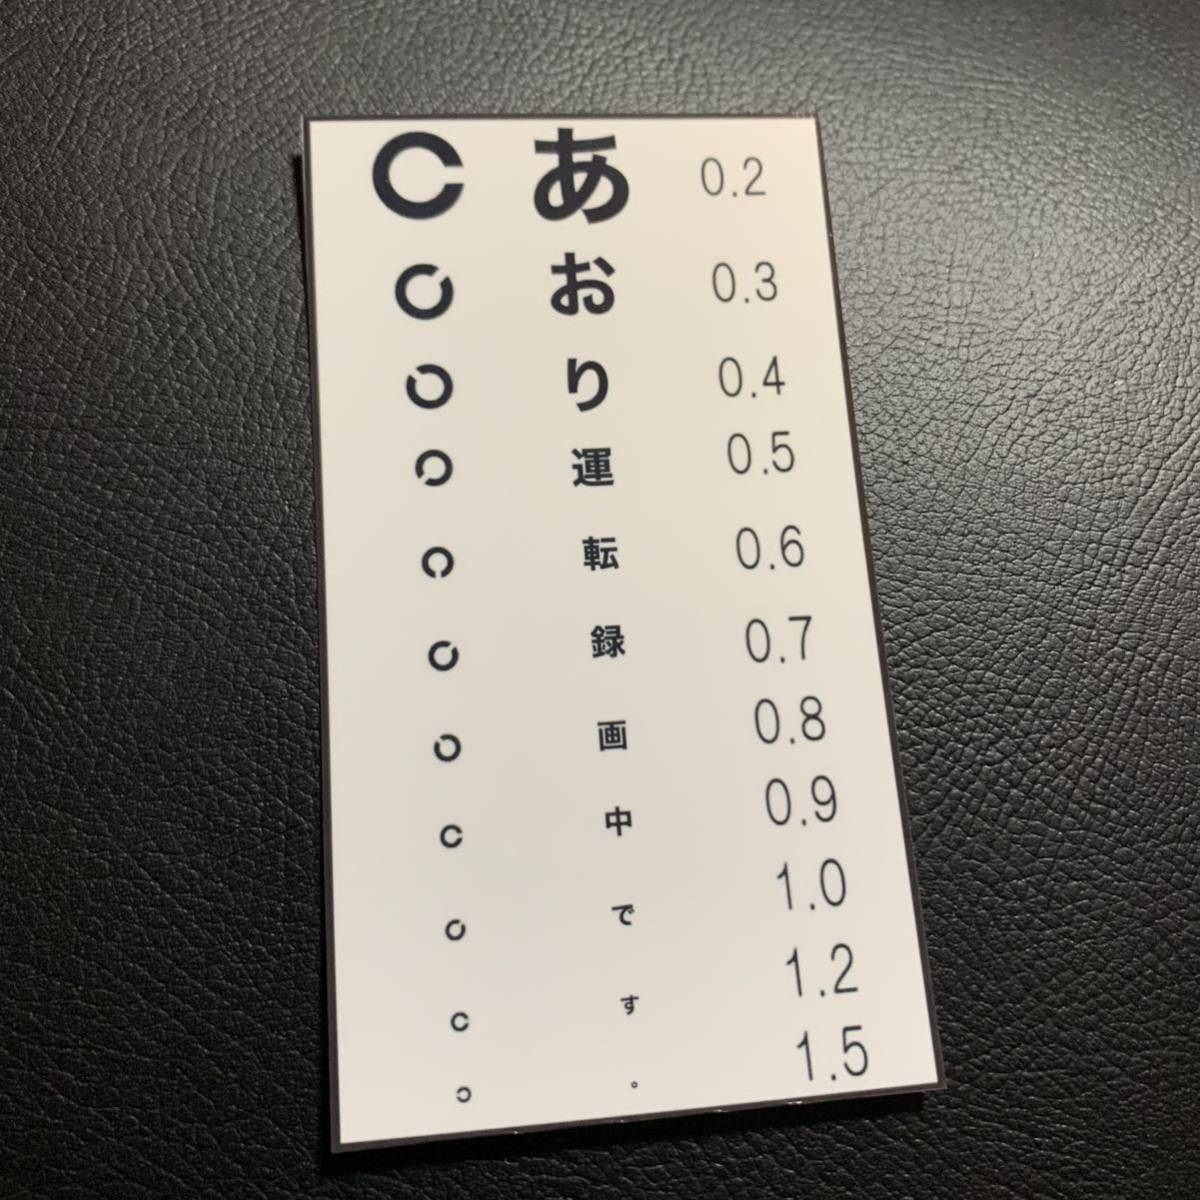 あ 0.2
お 0.3
り 0.4
運 0.5
転 0.6
録 0.7
画 0.8
中 0.9
で 1.0
す 1.2
。 1.5